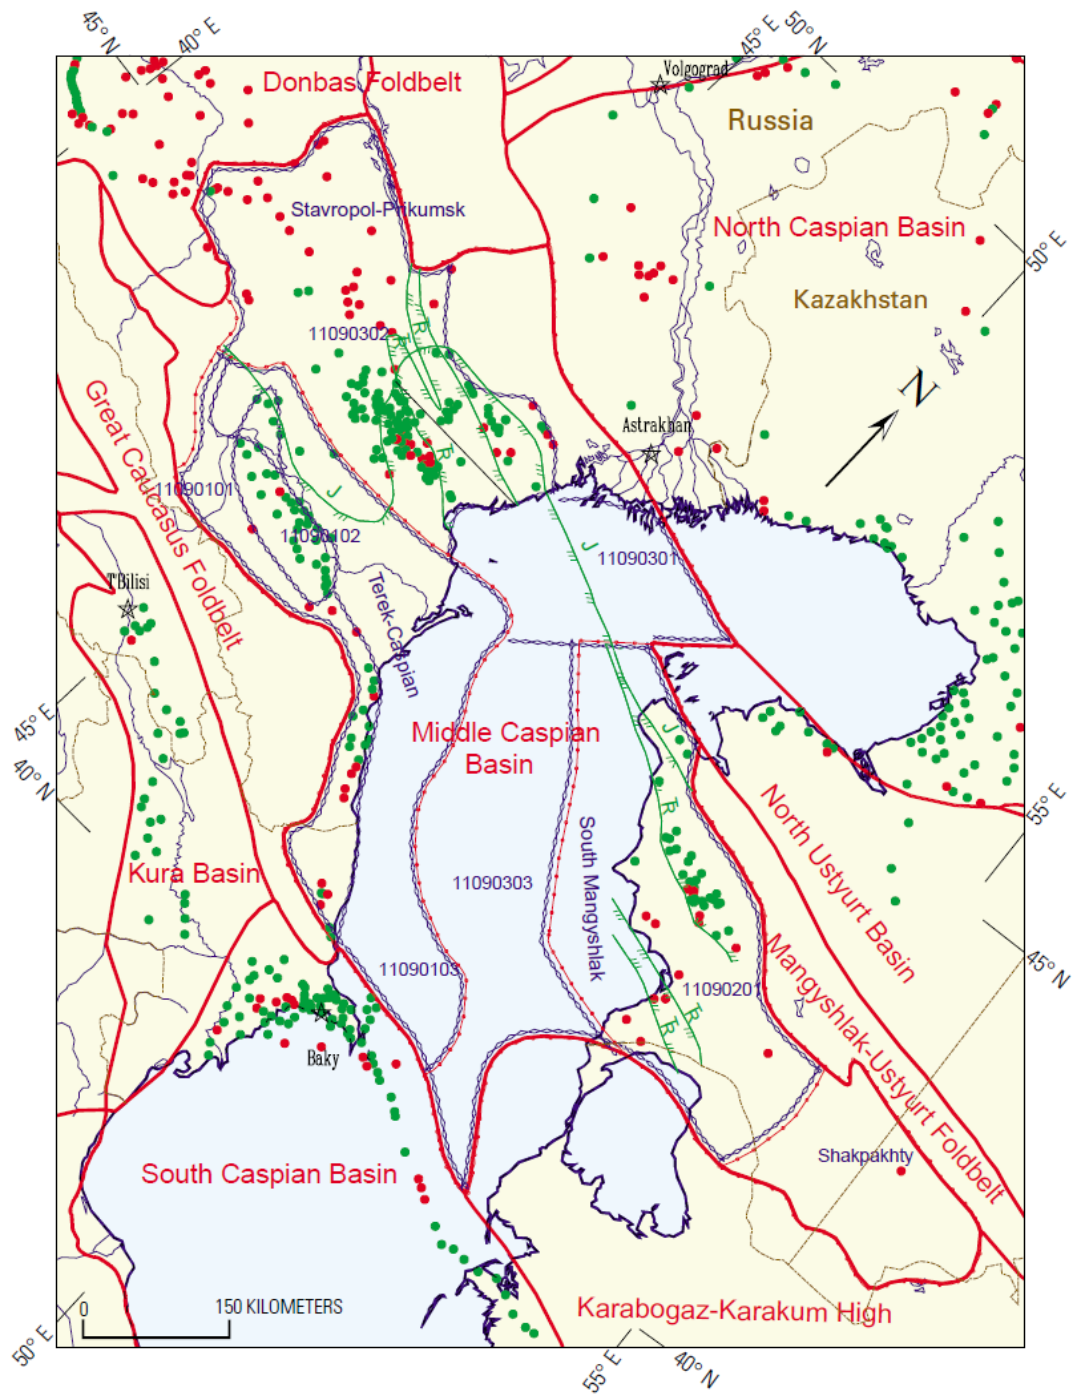 45° N
40° E
45° E
50° N
Donbas Foldbelt
Volgograd
Russia
Stavropol-Prikumsk
North Caspian Basin
50° E
Kazakhstan
11090302
R
R
N
Great Caucasus Foldbelt
Astrakhan
R
J
11090101
11090102
J
11090301
TBilisi
Terek-Caspian
45° E
40° N
Middle Caspian
Basin
J
R
North Ustyurt Basin
55° E
South Mangyshlak
Kura Basin
11090303
Mangyshlak-Ustyurt Foldbelt
45° N
11090103
11090201
R
R
Baky
South Caspian Basin
Shakpakhty
0
150 KILOMETERS
Karabogaz-Karakum High
50° E
55° E
40° N